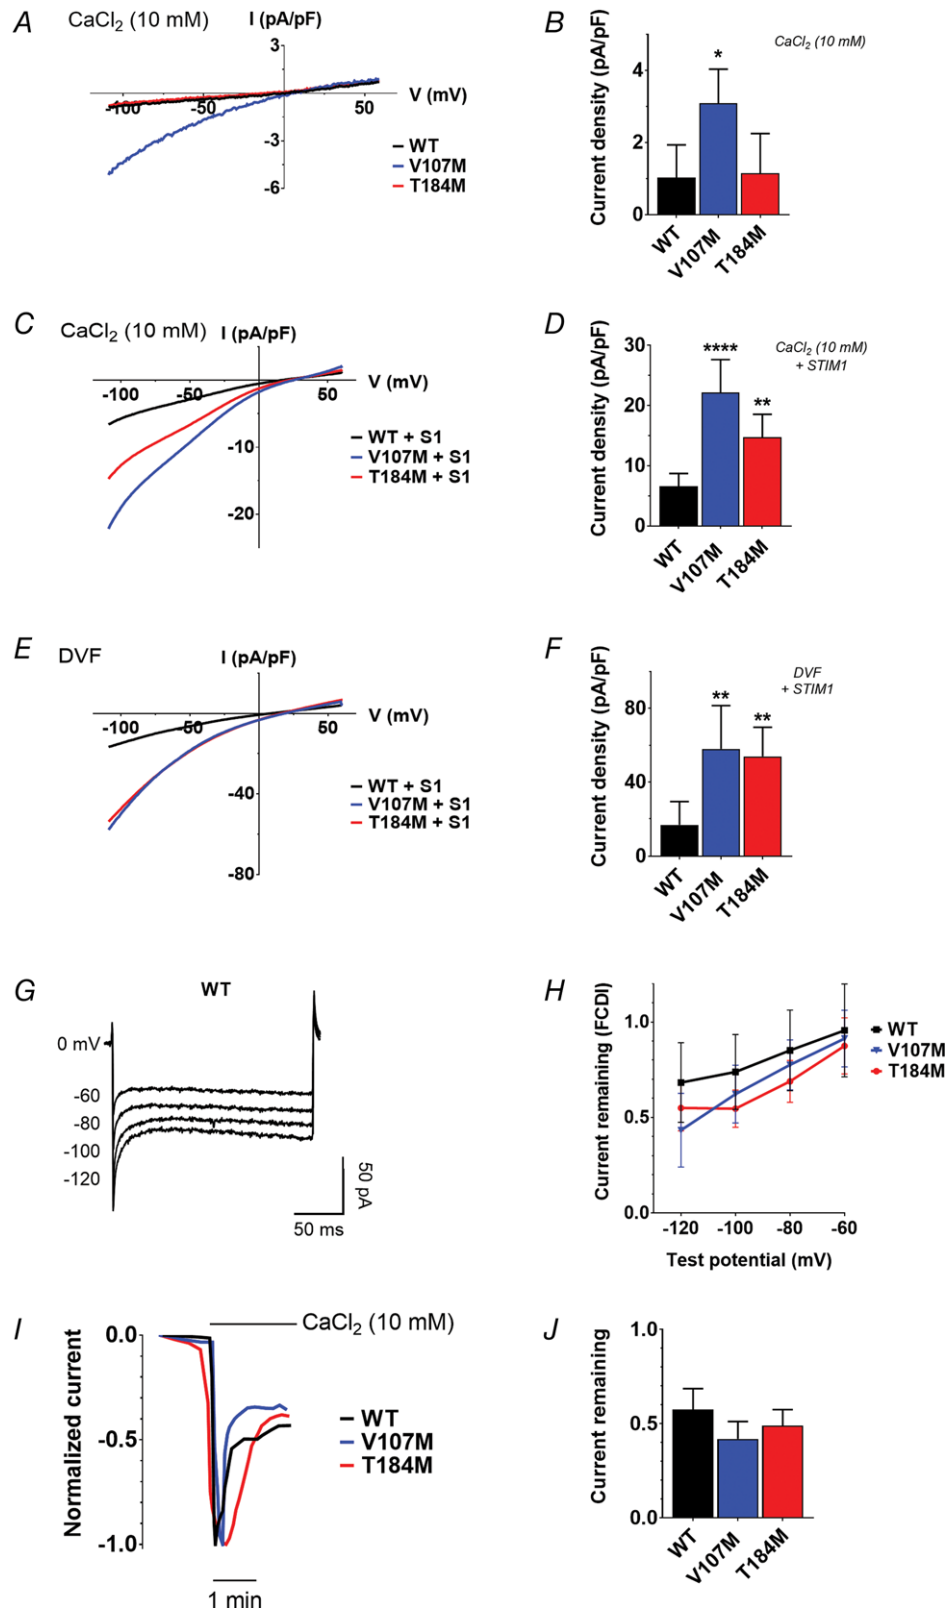 A
CaCl2 (10 mM)
I (pA/pF)
3
-100
-50
50
V (mV)
-3
-6
WT
V107M
T184M
B
Current density (pA/pF)
CaCl2 (10 mM)
4
2
0
*
WT
V107M
T184M
C
CaCl2 (10 mM)
I (pA/pF)
-100
-50
50
V (mV)
-10
-20
WT + S1
V107M + S1
T184M + S1
D
Current density (pA/pF)
CaCl2 (10 mM)
+ STIM1
30
20
10
0
****
**
WT
V107M
T184M
E
DVF
I (pA/pF)
-100
-50
50
V (mV)
-40
-80
WT + S1
V107M + S1
T184M + S1
F
Current density (pA/pF)
DVF
+ STIM1
80
40
0
**
**
WT
V107M
T184M
G
WT
0 mV
-60
-80
-100
-120
50 pA
50 ms
H
Current remaining (FCDI)
1.0
0.5
0.0
-120
-100
-80
-60
Test potential (mV)
WT
V107M
T184M
I
CaCl2 (10 mM)
Normalized current
0.0
-0.5
-1.0
WT
V107M
T184M
1 min
J
Current remaining
1.0
0.5
0.0
WT
V107M
T184M